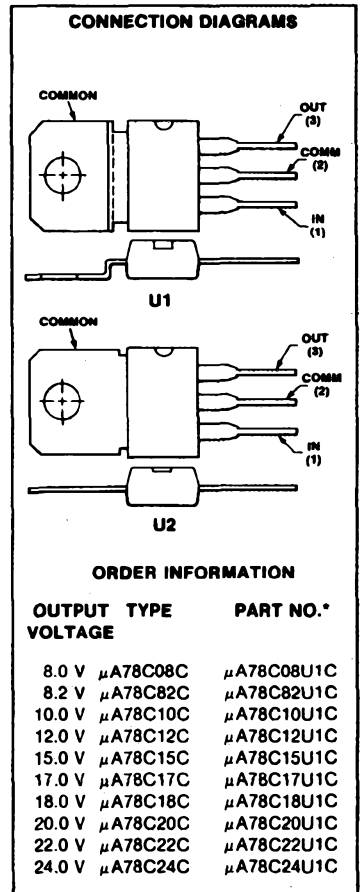 CONNECTION DIAGRAMS
COMMON
OUT
(3)
COMM
(2)
IN
(1)
U1
COMMON
OUT
(3)
COMM
(2)
IN
(1)
U2
ORDER INFORMATION
OUTPUT TYPE PART NO.*
VOLTAGE
8.0 V μA78C08C μA78C08U1C
8.2 V μA78C82C μA78C82U1C
10.0 V μA78C10C μA78C10U1C
12.0 V μA78C12C μA78C12U1C
15.0 V μA78C15C μA78C15U1C
17.0 V μA78C17C μA78C17U1C
18.0 V μA78C18C μA78C18U1C
20.0 V μA78C20C μA78C20U1C
22.0 V μA78C22C μA78C22U1C
24.0 V μA78C24C μA78C24U1C